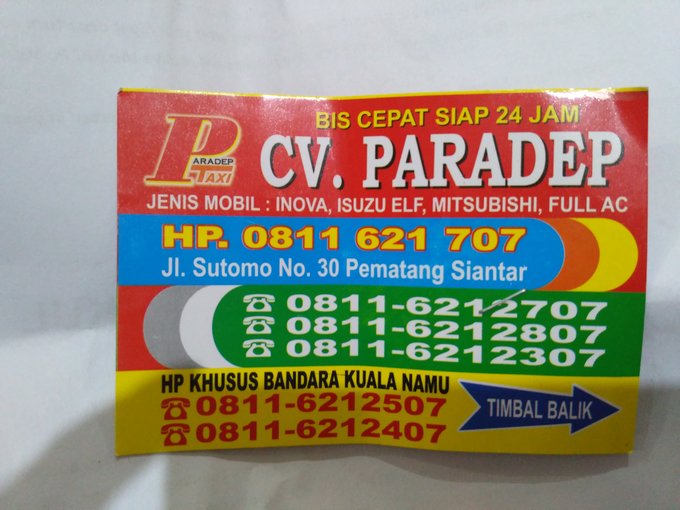 BIS CEPAT SIAP 24 JAM
PARADEP
TAXI
CV. PARADEP
JENIS MOBIL : INOVA, ISUZU ELF, MITSUBISHI, FULL AC
HP. 0811 621 707
Jl. Sutomo No. 30 Pematang Siantar
☎ 0811-6212707
☎ 0811-6212807
☎ 0811-6212307
HP KHUSUS BANDARA KUALA NAMU
☎ 0811-6212507
☎ 0811-6212407
TIMBAL BALIK